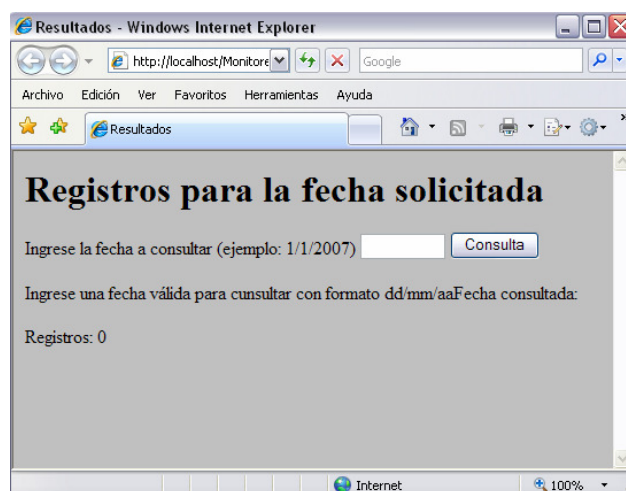 Resultados - Windows Internet Explorer
http://localhost/Monitore
Google
Archivo Edición Ver Favoritos Herramientas Ayuda
Resultados
Registros para la fecha solicitada
Ingrese la fecha a consultar (ejemplo: 1/1/2007) Consulta
Ingrese una fecha válida para cunsultar con formato dd/mm/aaFecha consultada:
Registros: 0
Internet 100%